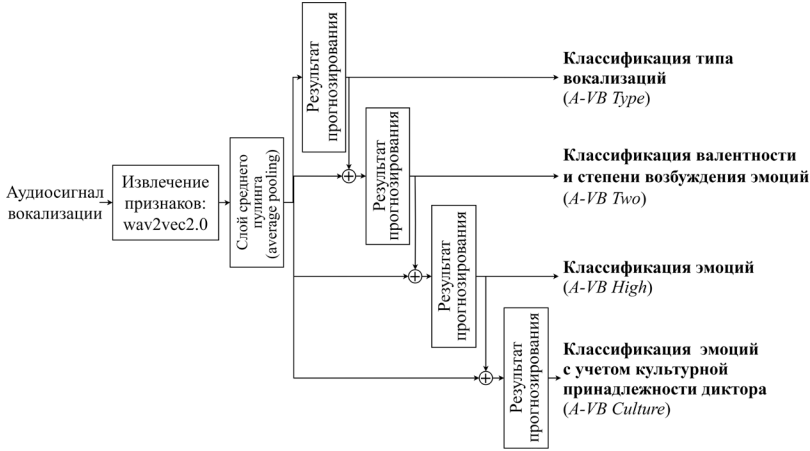 Аудиосигнал
вокализации
Извлечение
признаков:
wav2vec2.0
Слой среднего
пулинга
(average pooling)
Результат
прогнозирования
Классификация типа
вокализаций
(A-VB Type)
Результат
прогнозирования
Классификация валентности
и степени возбуждения эмоций
(A-VB Two)
Результат
прогнозирования
Классификация эмоций
(A-VB High)
Результат
прогнозирования
Классификация эмоций
с учетом культурной
принадлежности диктора
(A-VB Culture)